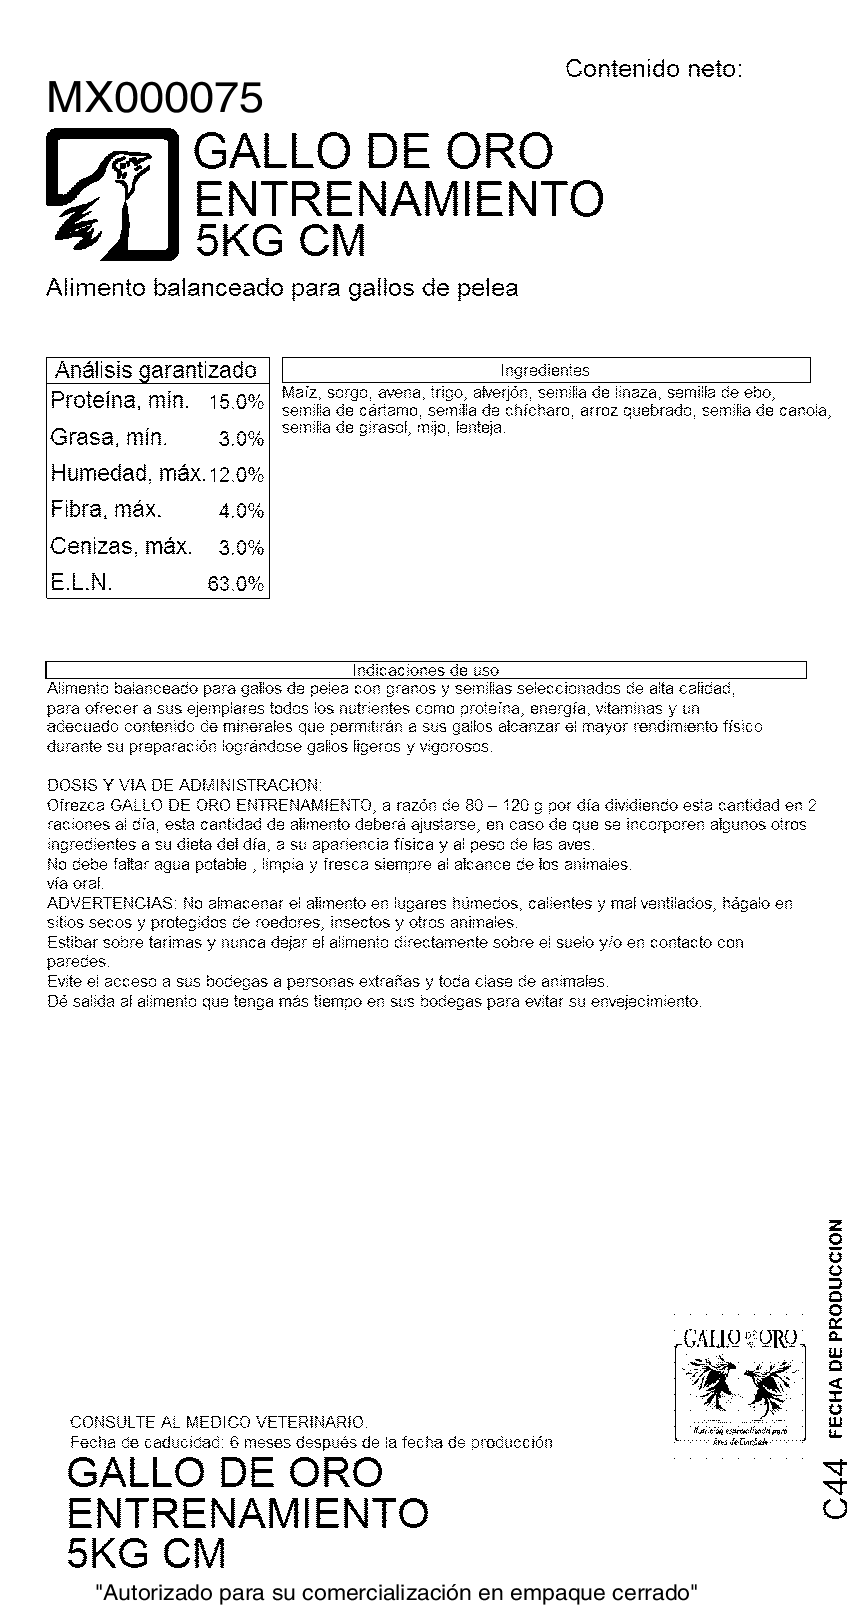 Contenido neto:
MX000075
GALLO DE ORO
ENTRENAMIENTO
5KG CM
Alimento balanceado para gallos de pelea
Análisis garantizado
Proteína, mín. 15.0%
Grasa, mín. 3.0%
Humedad, máx. 12.0%
Fibra, máx. 4.0%
Cenizas, máx. 3.0%
E.L.N. 63.0%
Ingredientes
Maíz, sorgo, avena, trigo, alverjón, semilla de linaza, semilla de ebo,
semilla de cártamo, semilla de chícharo, arroz quebrado, semilla de canola,
semilla de girasol, mijo, lenteja.
Indicaciones de uso
Alimento balanceado para gallos de pelea con granos y semillas seleccionados de alta calidad,
para ofrecer a sus ejemplares todos los nutrientes como proteína, energía, vitaminas y un
adecuado contenido de minerales que permitirán a sus gallos alcanzar el mayor rendimiento físico
durante su preparación lográndose gallos ligeros y vigorosos.
DOSIS Y VIA DE ADMINISTRACION:
Ofrezca GALLO DE ORO ENTRENAMIENTO, a razón de 80 – 120 g por día dividiendo esta cantidad en 2
raciones al día, esta cantidad de alimento deberá ajustarse, en caso de que se incorporen algunos otros
ingredientes a su dieta del día, a su apariencia física y al peso de las aves.
No debe faltar agua potable , limpia y fresca siempre al alcance de los animales.
vía oral.
ADVERTENCIAS: No almacenar el alimento en lugares húmedos, calientes y mal ventilados, hágalo en
sitios secos y protegidos de roedores, insectos y otros animales.
Estibar sobre tarimas y nunca dejar el alimento directamente sobre el suelo y/o en contacto con
paredes.
Evite el acceso a sus bodegas a personas extrañas y toda clase de animales.
Dé salida al alimento que tenga más tiempo en sus bodegas para evitar su envejecimiento.
FECHA DE PRODUCCION
C44
GALLO DE ORO
Nutrición especializada para
Aves de Combate
CONSULTE AL MEDICO VETERINARIO.
Fecha de caducidad: 6 meses después de la fecha de producción
GALLO DE ORO
ENTRENAMIENTO
5KG CM
"Autorizado para su comercialización en empaque cerrado"